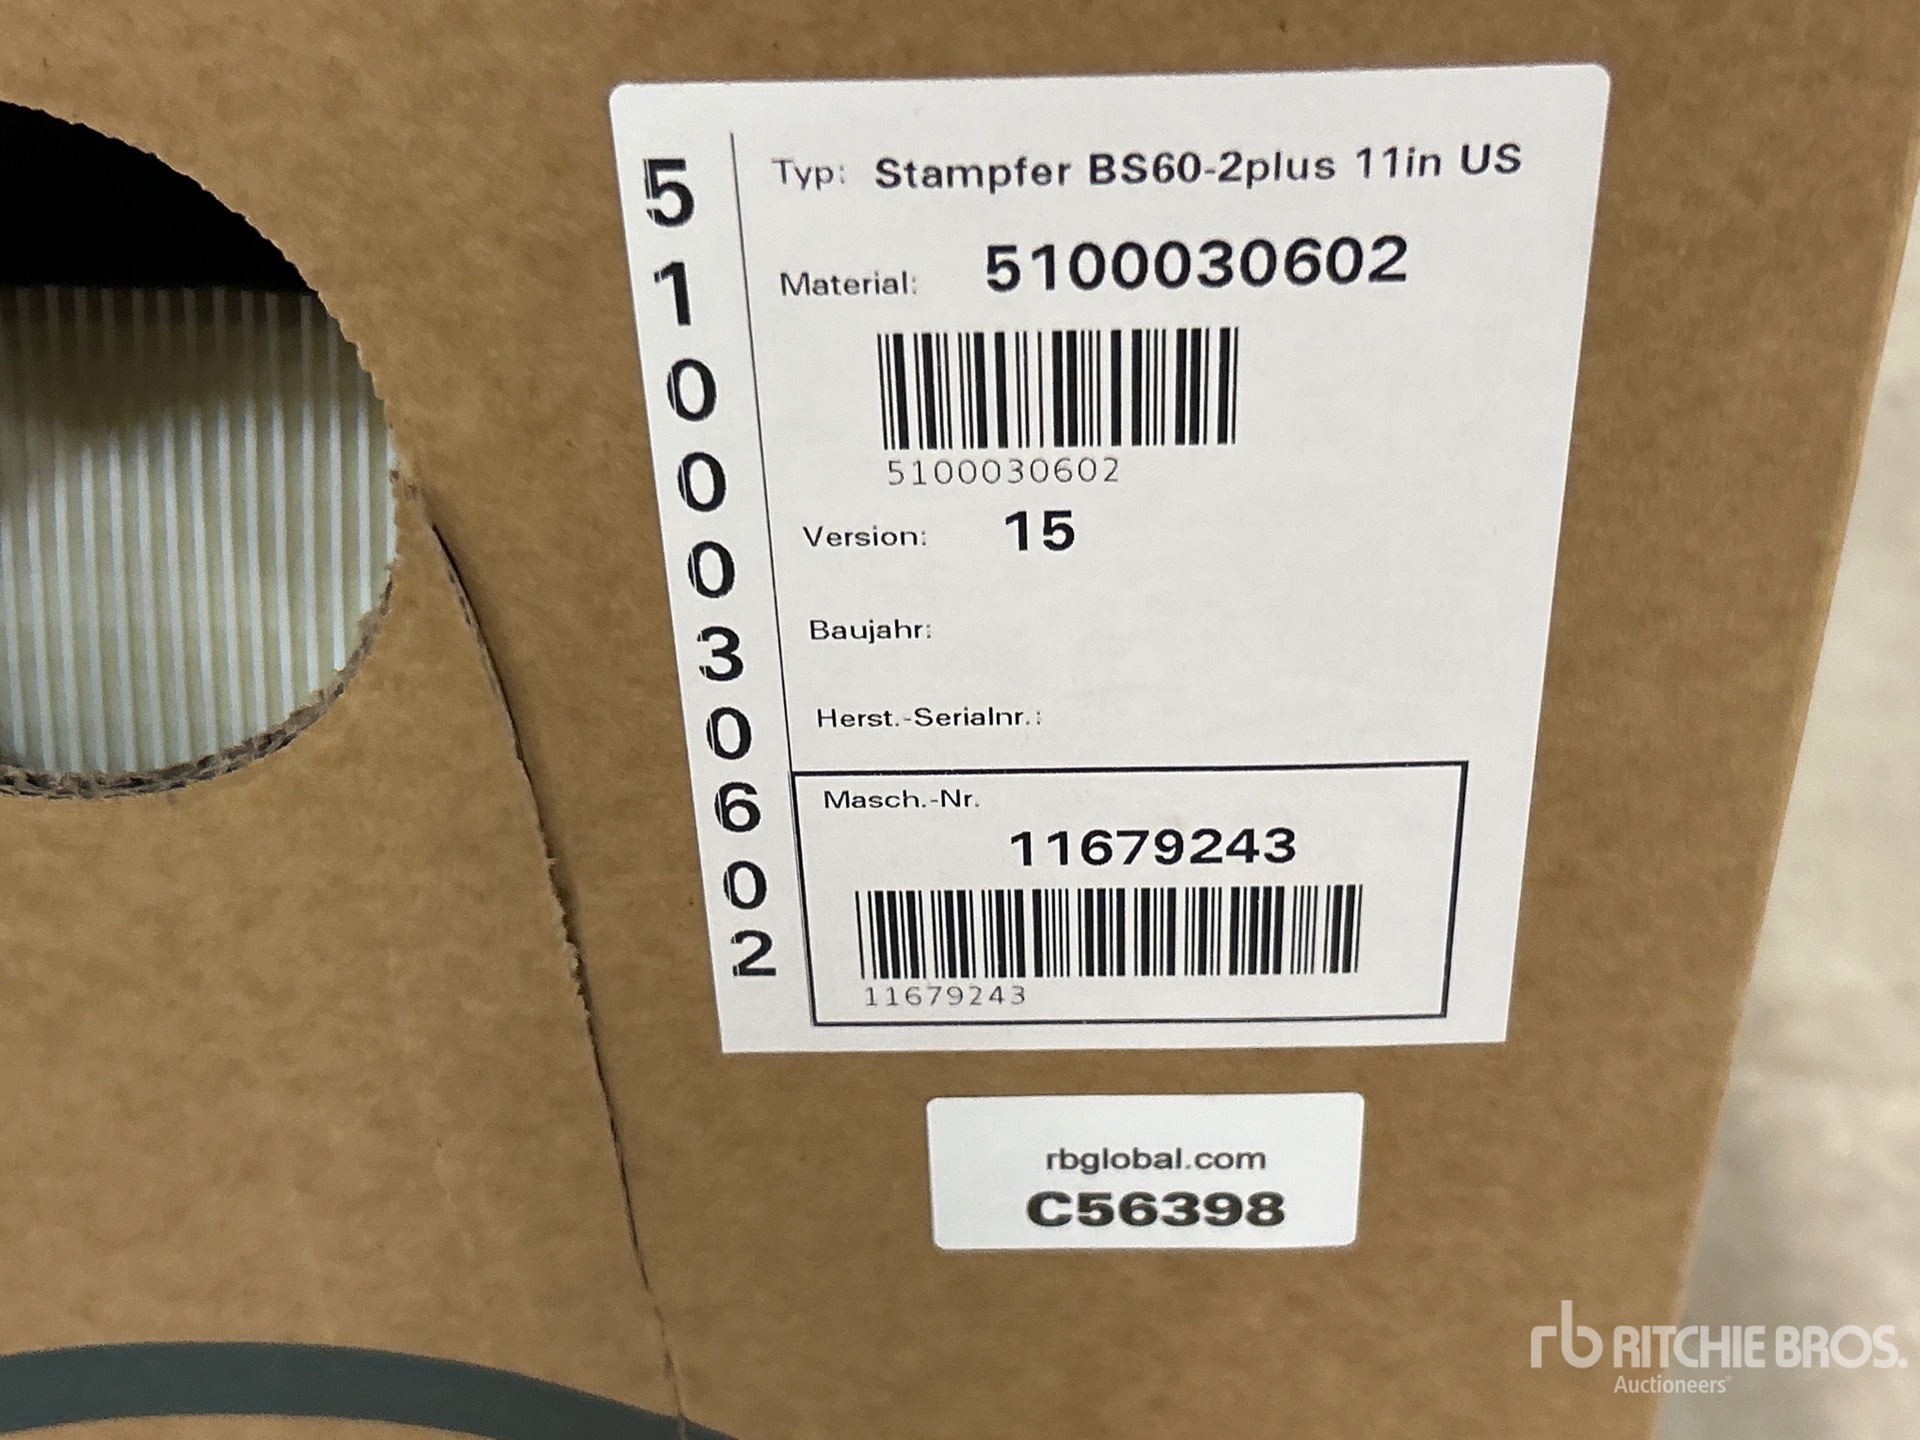 5100030602
Typ: Stampfer BS60-2plus 11in US
Material: 5100030602
5100030602
Version: 15
Baujahr:
Herst.-Serialnr.:
Masch.-Nr.
11679243
11679243
rbglobal.com
C56398
rb RITCHIE BROS.
Auctioneers